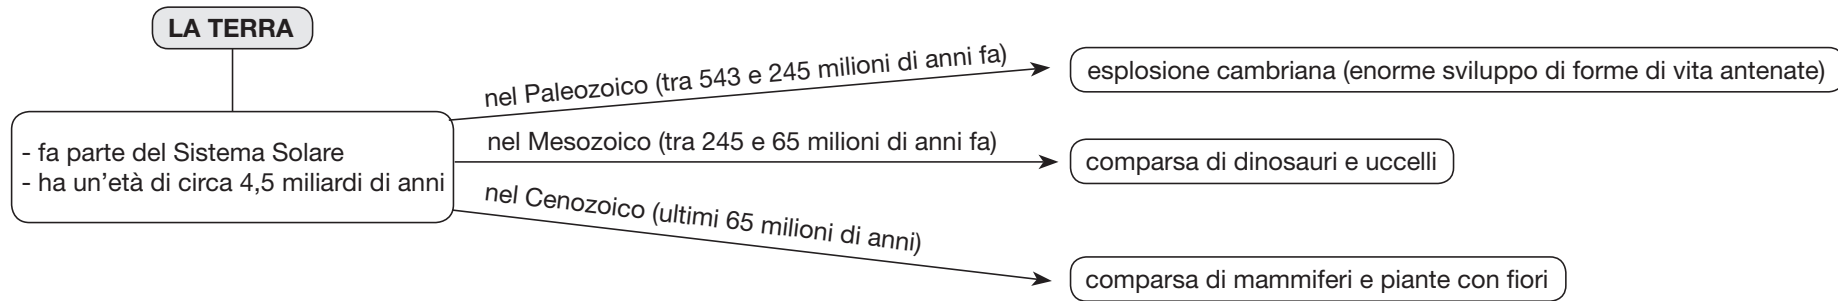 LA TERRA
- fa parte del Sistema Solare
- ha un'età di circa 4,5 miliardi di anni
nel Paleozoico (tra 543 e 245 milioni di anni fa)
esplosione cambriana (enorme sviluppo di forme di vita antenate)
nel Mesozoico (tra 245 e 65 milioni di anni fa)
comparsa di dinosauri e uccelli
nel Cenozoico (ultimi 65 milioni di anni)
comparsa di mammiferi e piante con fiori